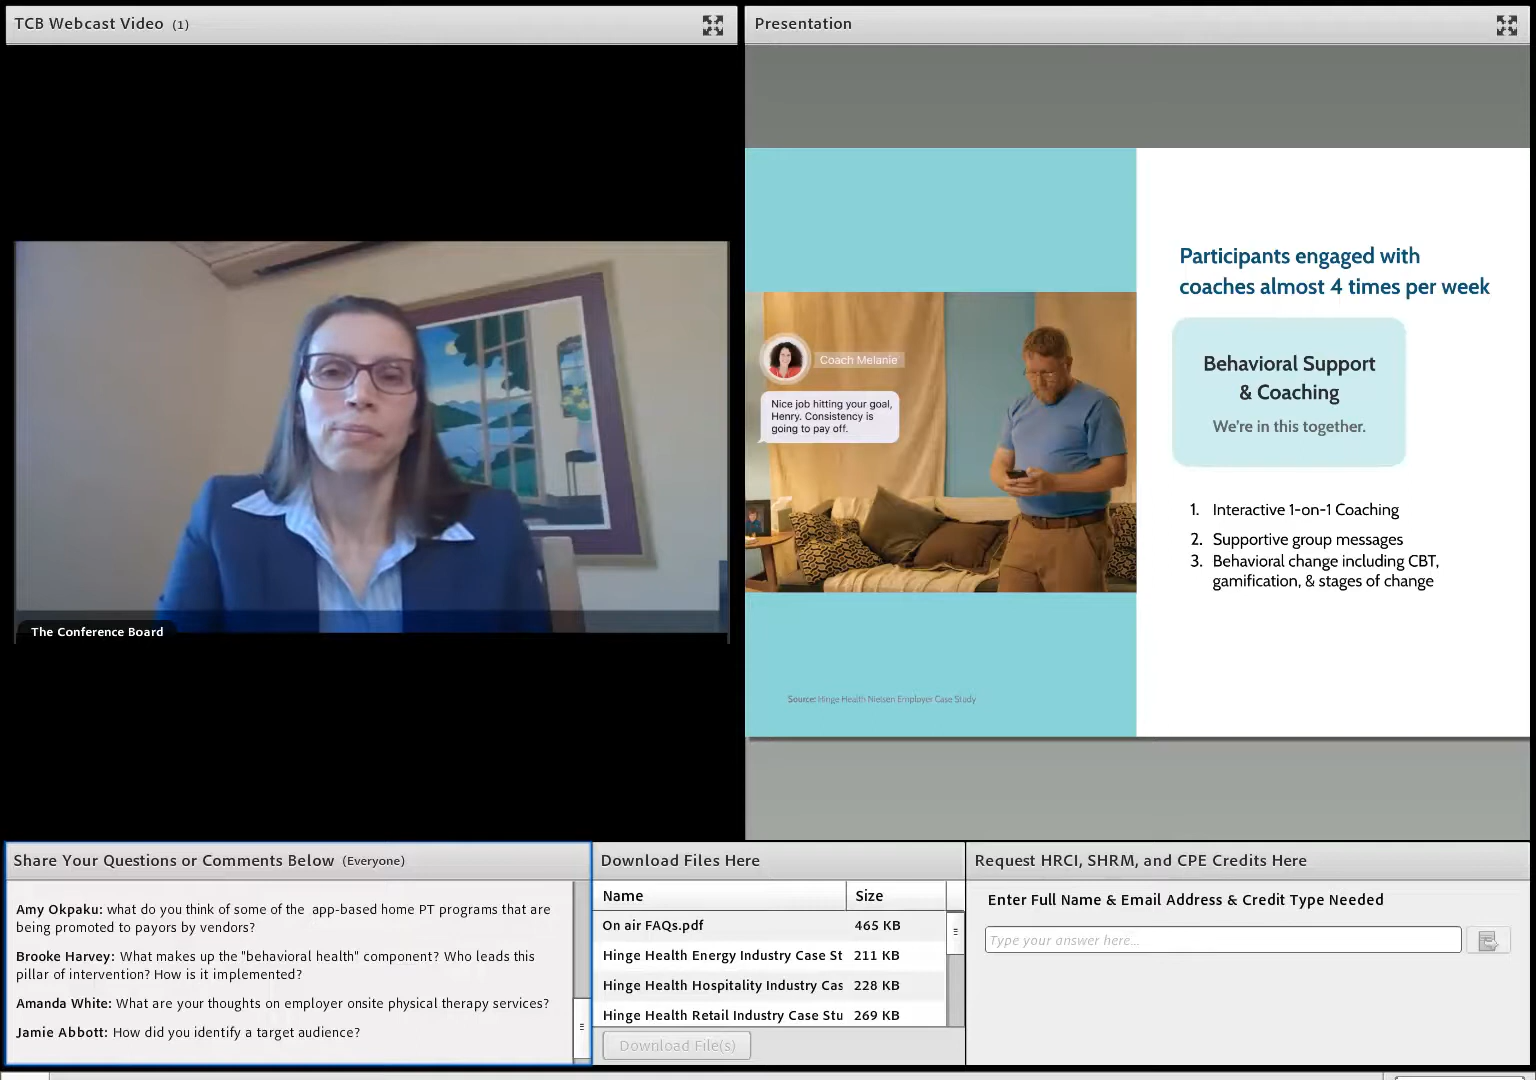 TCB Webcast Video (1)
Presentation
The Conference Board
Coach Melanie
Nice job hitting your goal,
Henry. Consistency is
going to pay off.
Source: Hinge Health Nielsen Employer Case Study
Participants engaged with
coaches almost 4 times per week
Behavioral Support
& Coaching
We're in this together.
1. Interactive 1-on-1 Coaching
2. Supportive group messages
3. Behavioral change including CBT,
gamification, & stages of change
Share Your Questions or Comments Below (Everyone)
Amy Okpaku: what do you think of some of the app-based home PT programs that are
being promoted to payors by vendors?
Brooke Harvey: What makes up the "behavioral health" component? Who leads this
pillar of intervention? How is it implemented?
Amanda White: What are your thoughts on employer onsite physical therapy services?
Jamie Abbott: How did you identify a target audience?
Download Files Here
Name Size
On air FAQs.pdf 465 KB
Hinge Health Energy Industry Case St 211 KB
Hinge Health Hospitality Industry Cas 228 KB
Hinge Health Retail Industry Case Stu 269 KB
Download File(s)
Request HRCI, SHRM, and CPE Credits Here
Enter Full Name & Email Address & Credit Type Needed
Type your answer here...